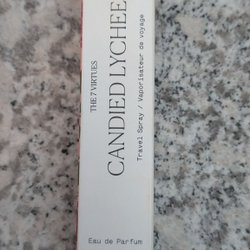 THE 7 VIRTUES
CANDIED LYCHEE
Travel Spray / Vaporisateur de voyage
Eau de Parfum